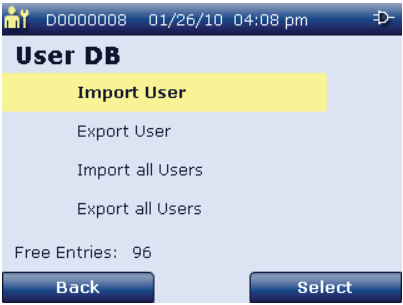 D0000008 01/26/10 04:08 pm
User DB
Import User
Export User
Import all Users
Export all Users
Free Entries: 96
Back Select